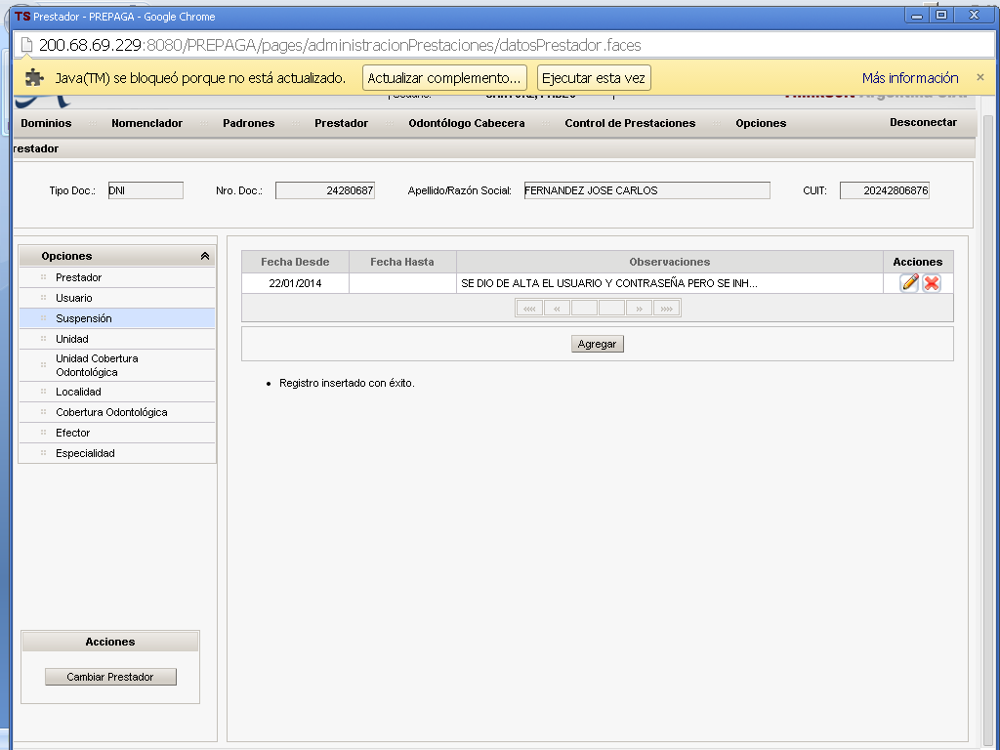 TS Prestador - PREPAGA - Google Chrome
200.68.69.229:8080/PREPAGA/pages/administracionPrestaciones/datosPrestador.faces
Java(TM) se bloqueó porque no está actualizado. Actualizar complemento... Ejecutar esta vez Más información ×
Dominios Nomenclador Padrones Prestador Odontólogo Cabecera Control de Prestaciones Opciones Desconectar
restador
Tipo Doc.: DNI Nro. Doc.: 24280687 Apellido/Razón Social: FERNANDEZ JOSE CARLOS CUIT: 20242806876
Opciones
Prestador
Usuario
Suspensión
Unidad
Unidad Cobertura
Odontológica
Localidad
Cobertura Odontológica
Efector
Especialidad
Acciones
Cambiar Prestador
Fecha Desde Fecha Hasta Observaciones Acciones
22/01/2014 SE DIO DE ALTA EL USUARIO Y CONTRASEÑA PERO SE INH...
«« « » »»
Agregar
• Registro insertado con éxito.